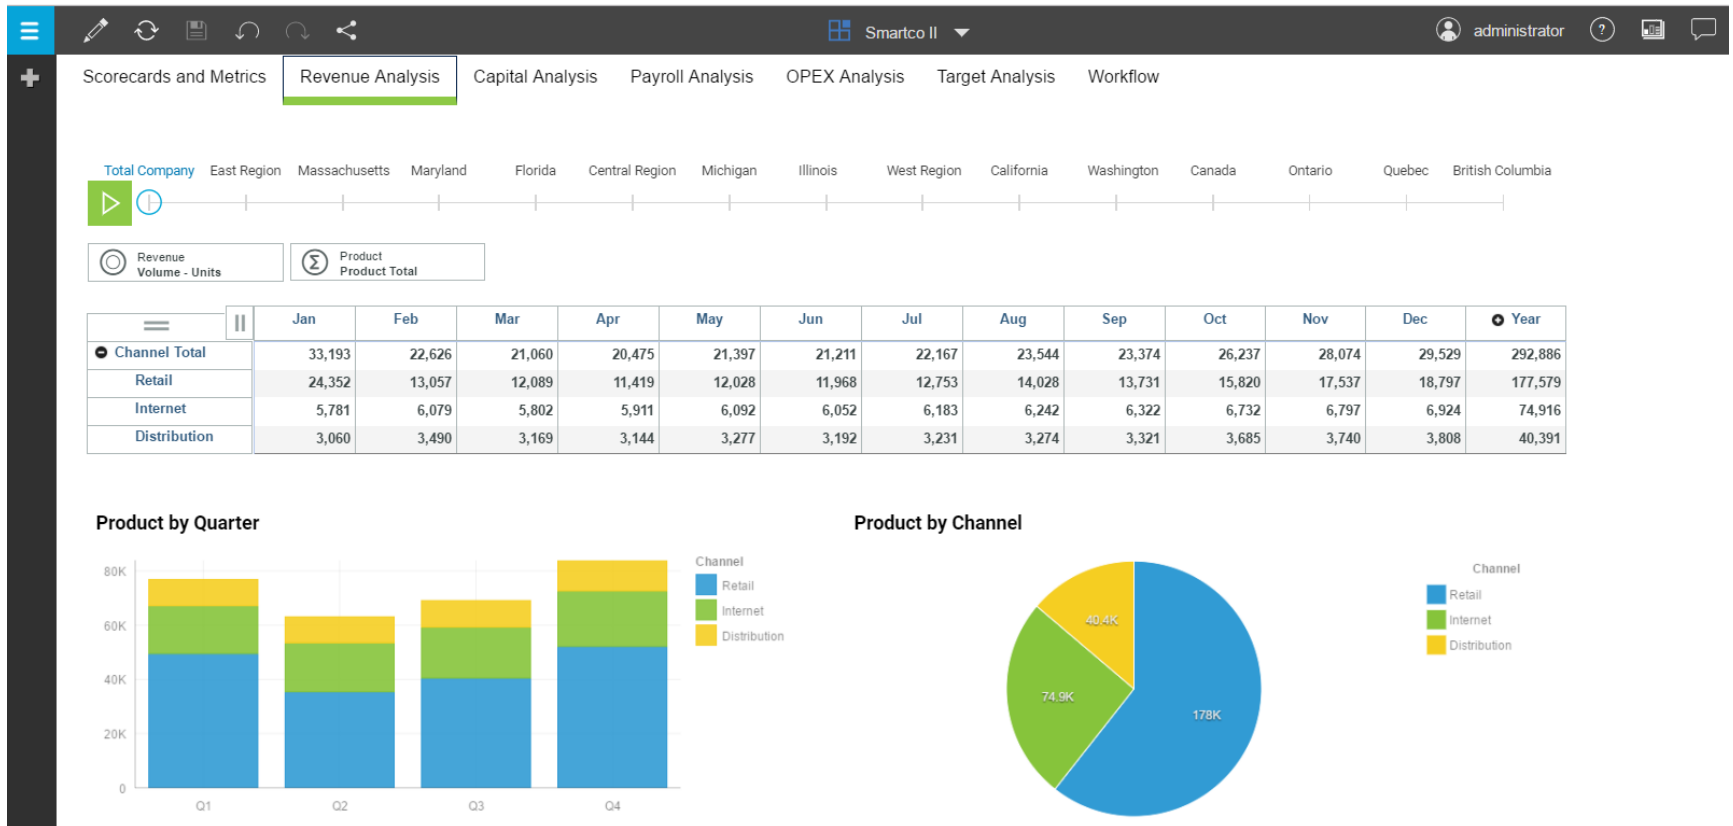 Smartco II
administrator
?
Scorecards and Metrics Revenue Analysis Capital Analysis Payroll Analysis OPEX Analysis Target Analysis Workflow
Total Company East Region Massachusetts Maryland Florida Central Region Michigan Illinois West Region California Washington Canada Ontario Quebec British Columbia
Revenue
Volume - Units
Product
Product Total
Jan Feb Mar Apr May Jun Jul Aug Sep Oct Nov Dec Year
Channel Total 33,193 22,626 21,060 20,475 21,397 21,211 22,167 23,544 23,374 26,237 28,074 29,529 292,886
Retail 24,352 13,057 12,089 11,419 12,028 11,968 12,753 14,028 13,731 15,820 17,537 18,797 177,579
Internet 5,781 6,079 5,802 5,911 6,092 6,052 6,183 6,242 6,322 6,732 6,797 6,924 74,916
Distribution 3,060 3,490 3,169 3,144 3,277 3,192 3,231 3,274 3,321 3,685 3,740 3,808 40,391
Product by Quarter
80K
60K
40K
20K
0
Q1 Q2 Q3 Q4
Channel
Retail
Internet
Distribution
Product by Channel
40.4K
74.9K
178K
Channel
Retail
Internet
Distribution